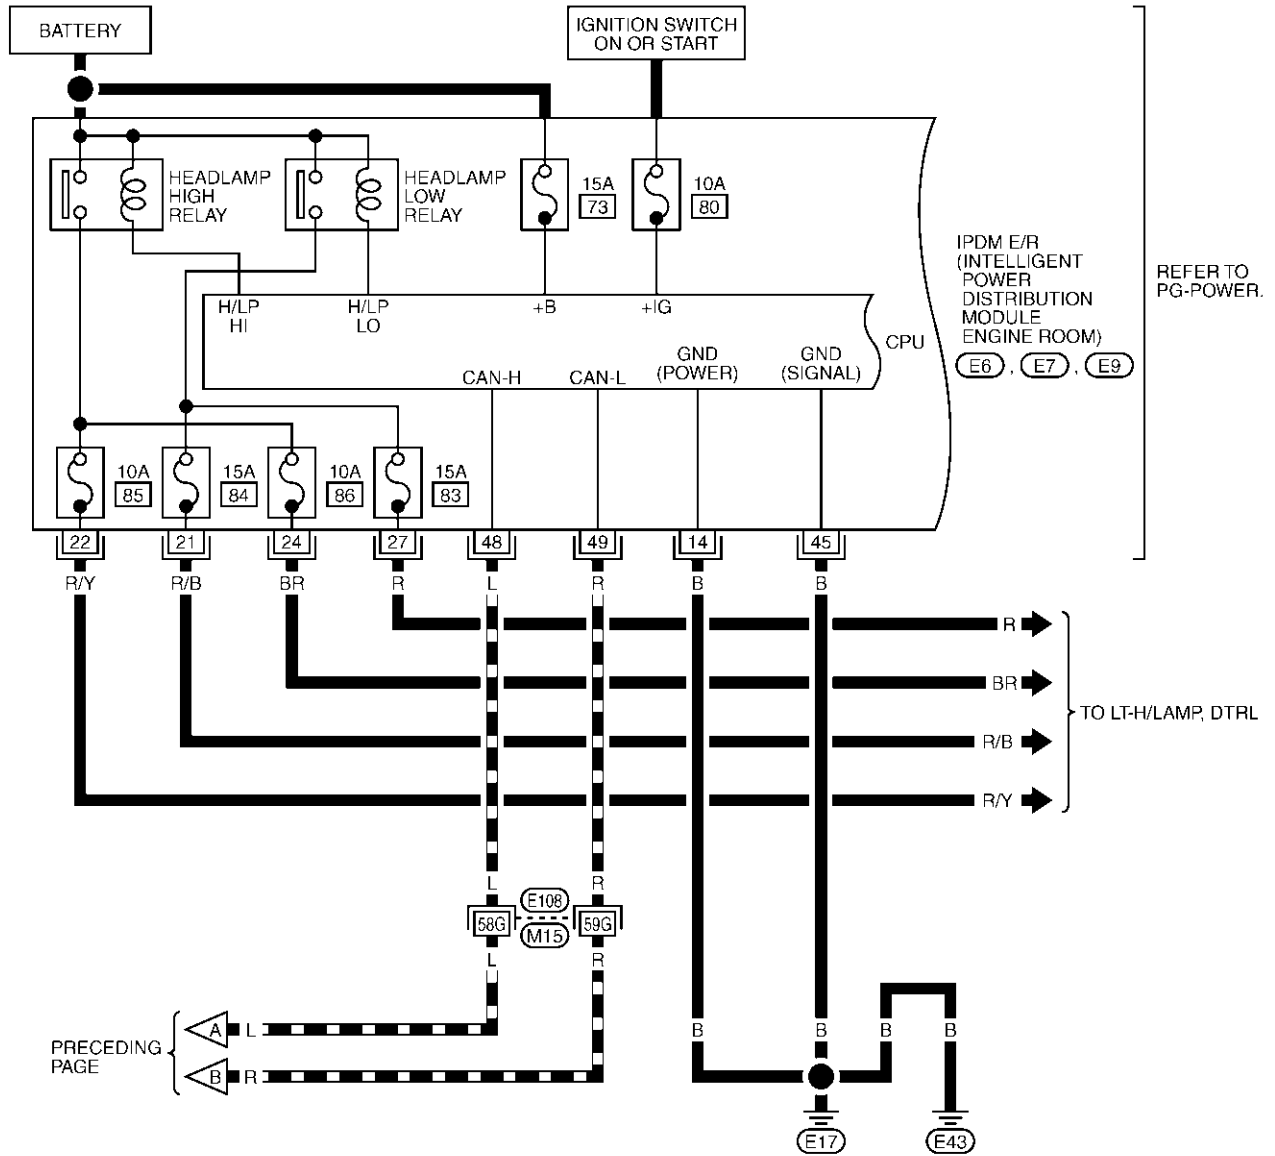 BATTERY
IGNITION SWITCH
ON OR START
HEADLAMP
HIGH
RELAY
HEADLAMP
LOW
RELAY
15A
73
10A
80
IPDM E/R
(INTELLIGENT
POWER
DISTRIBUTION
MODULE
ENGINE ROOM)
E6 , E7 , E9
REFER TO
PG-POWER.
H/LP
HI
H/LP
LO
+B
+IG
CPU
CAN-H
CAN-L
GND
(POWER)
GND
(SIGNAL)
10A
85
15A
84
10A
86
15A
83
22
21
24
27
48
49
14
45
R/Y
R/B
BR
R
L
R
B
B
R
BR
R/B
R/Y
TO LT-H/LAMP, DTRL
L
R
58G
E108
M15
59G
L
R
PRECEDING
PAGE
A
L
B
R
B
B
B
B
E17
E43